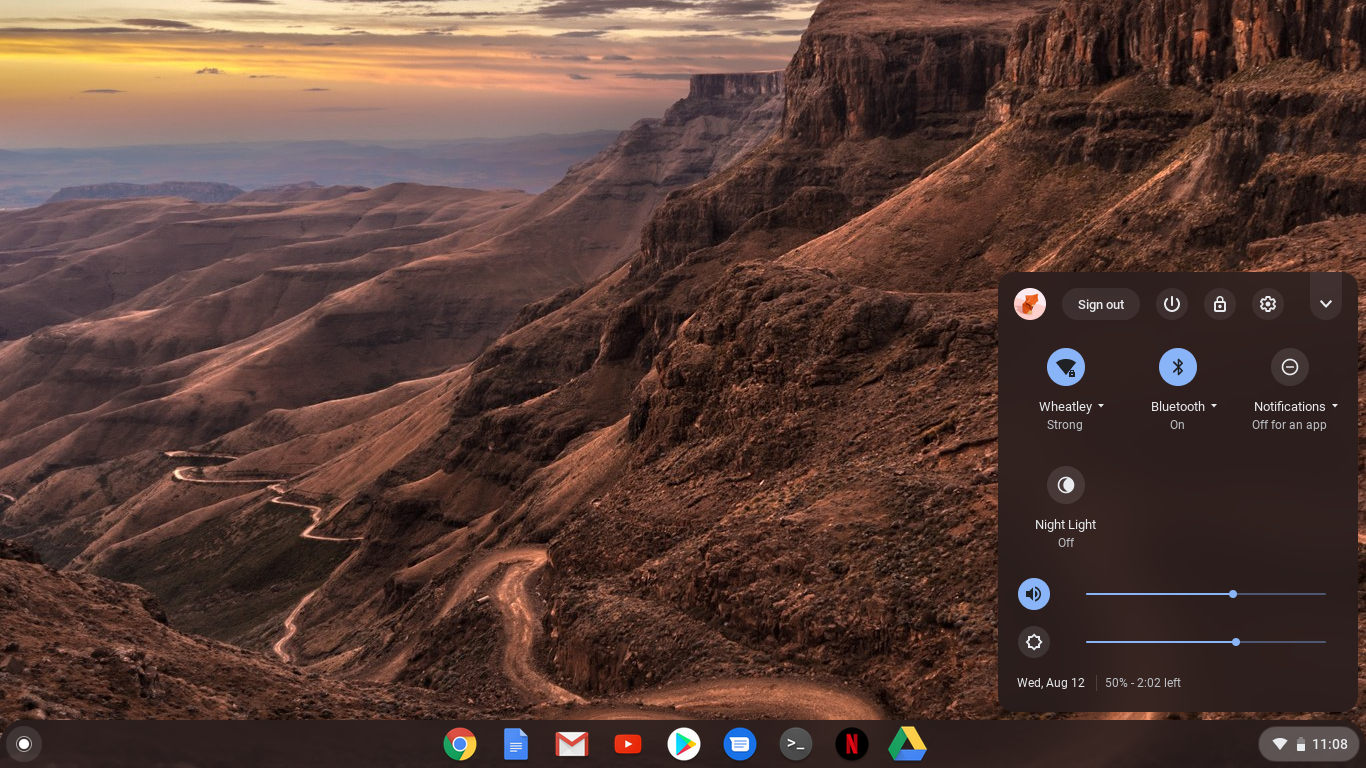 Sign out
Wheatley
Strong
Bluetooth
On
Notifications
Off for an app
Night Light
Off
Wed, Aug 12
50% - 2:02 left
>_
N
11:08